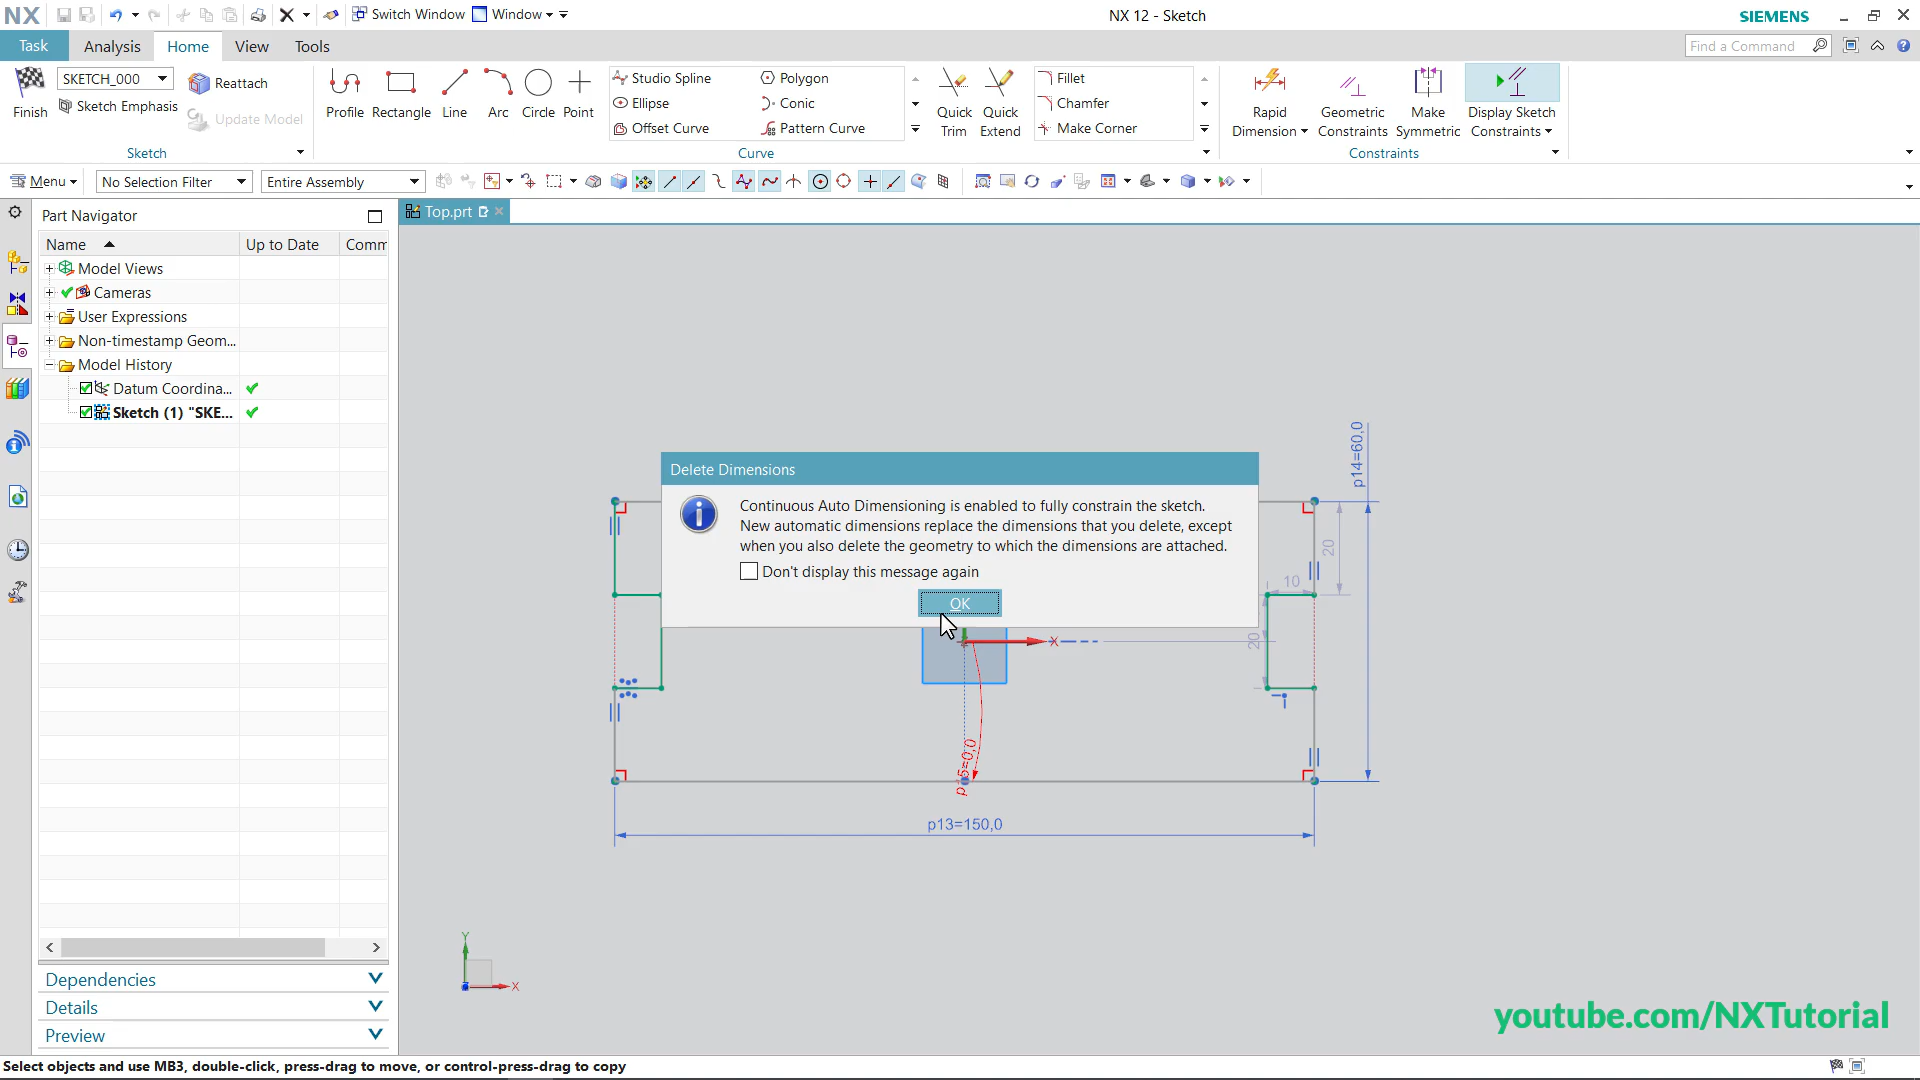 NX
Switch Window
Window
NX 12 - Sketch
SIEMENS
Task
Analysis
Home
View
Tools
Find a Command
SKETCH_000
Reattach
Finish
Sketch Emphasis
Update Model
Sketch
Profile
Rectangle
Line
Arc
Circle
Point
Studio Spline
Polygon
Ellipse
Conic
Offset Curve
Pattern Curve
Curve
Quick Trim
Quick Extend
Fillet
Chamfer
Make Corner
Rapid Dimension
Geometric Constraints
Make Symmetric
Display Sketch Constraints
Constraints
Menu
No Selection Filter
Entire Assembly
Part Navigator
Top.prt
Name
Up to Date
Comm
Model Views
Cameras
User Expressions
Non-timestamp Geom...
Model History
Datum Coordina...
Sketch (1) "SKE...
Delete Dimensions
Continuous Auto Dimensioning is enabled to fully constrain the sketch.
New automatic dimensions replace the dimensions that you delete, except
when you also delete the geometry to which the dimensions are attached.
Don't display this message again
OK
p14=60,0
20
10
20
X
p15=0,0
p13=150,0
Y
X
Dependencies
Details
Preview
youtube.com/NXTutorial
Select objects and use MB3, double-click, press-drag to move, or control-press-drag to copy